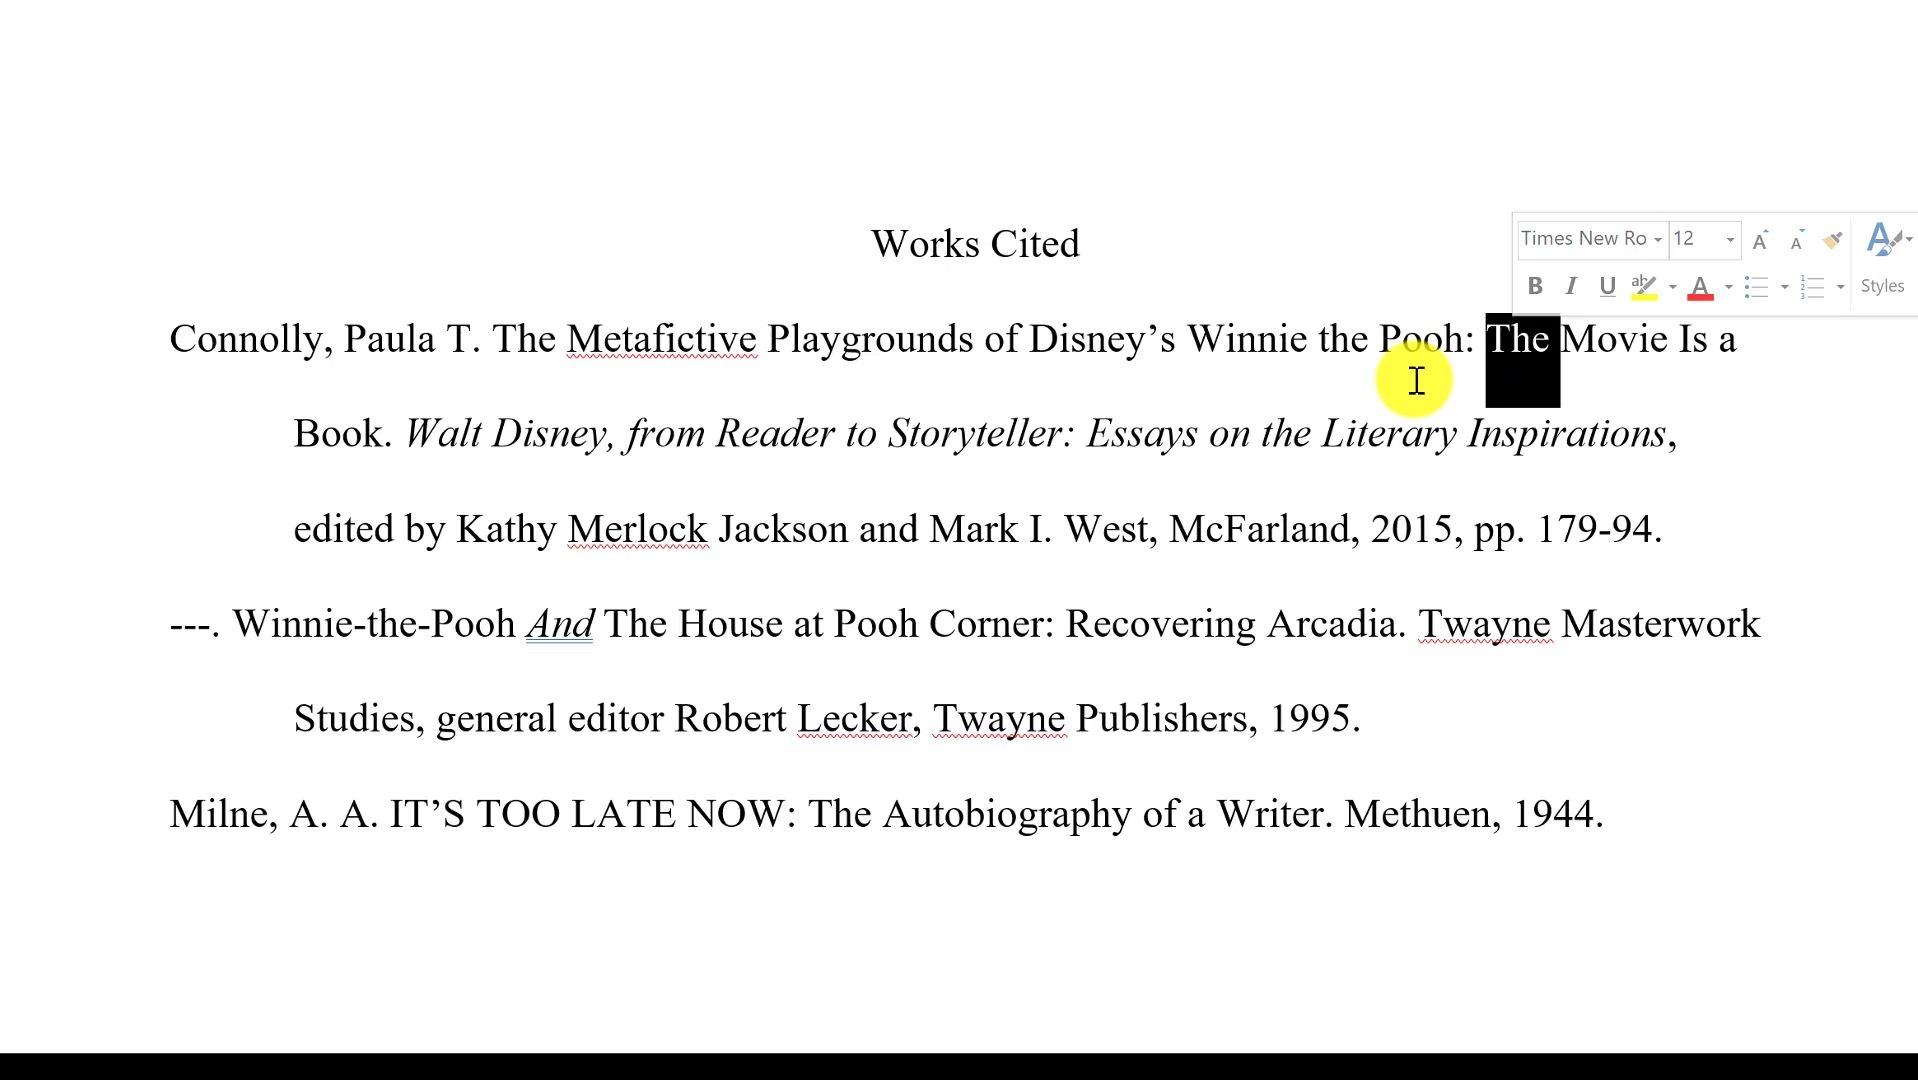 Works Cited
Times New Ro 12
B I U ab A Styles
Connolly, Paula T. The Metafictive Playgrounds of Disney’s Winnie the Pooh: The Movie Is a
Book. Walt Disney, from Reader to Storyteller: Essays on the Literary Inspirations,
edited by Kathy Merlock Jackson and Mark I. West, McFarland, 2015, pp. 179-94.
---. Winnie-the-Pooh And The House at Pooh Corner: Recovering Arcadia. Twayne Masterwork
Studies, general editor Robert Lecker, Twayne Publishers, 1995.
Milne, A. A. IT’S TOO LATE NOW: The Autobiography of a Writer. Methuen, 1944.